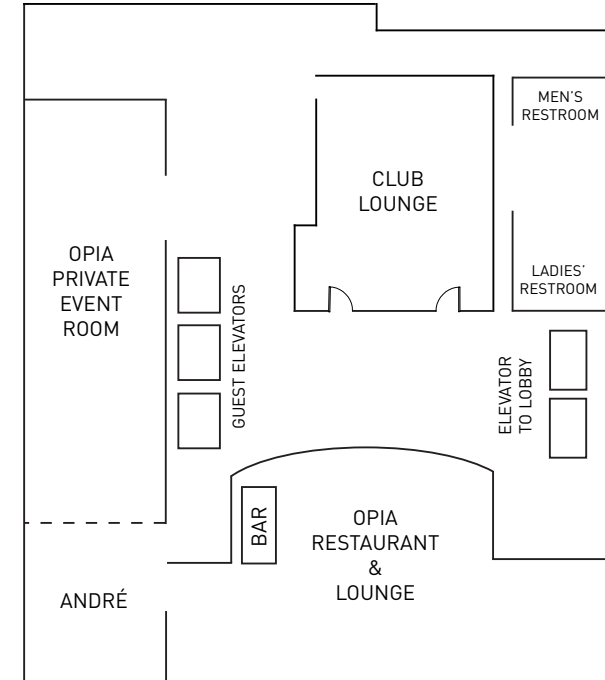 MEN'S
RESTROOM
CLUB
LOUNGE
OPIA
PRIVATE
EVENT
ROOM
LADIES'
RESTROOM
GUEST ELEVATORS
ELEVATOR
TO LOBBY
BAR
OPIA
RESTAURANT
&
LOUNGE
ANDRÉ